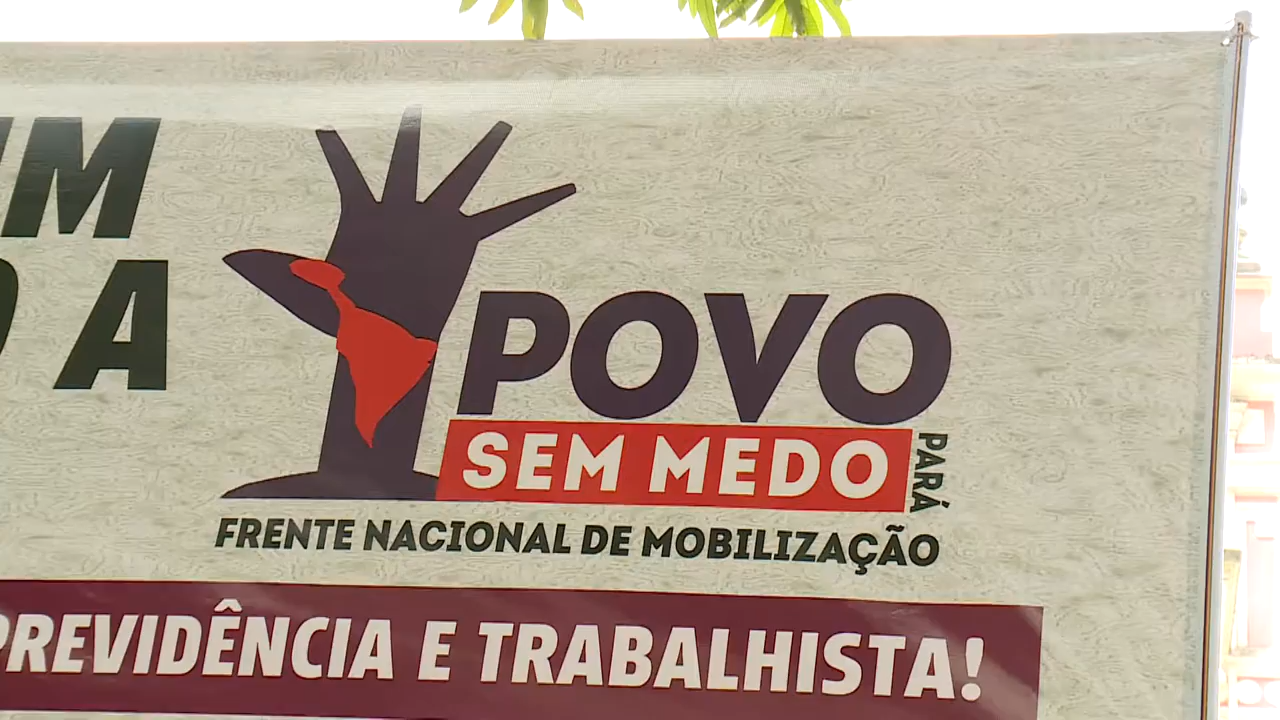 A
POVO
SEM MEDO
PARÁ
FRENTE NACIONAL DE MOBILIZAÇÃO
PREVIDÊNCIA E TRABALHISTA!